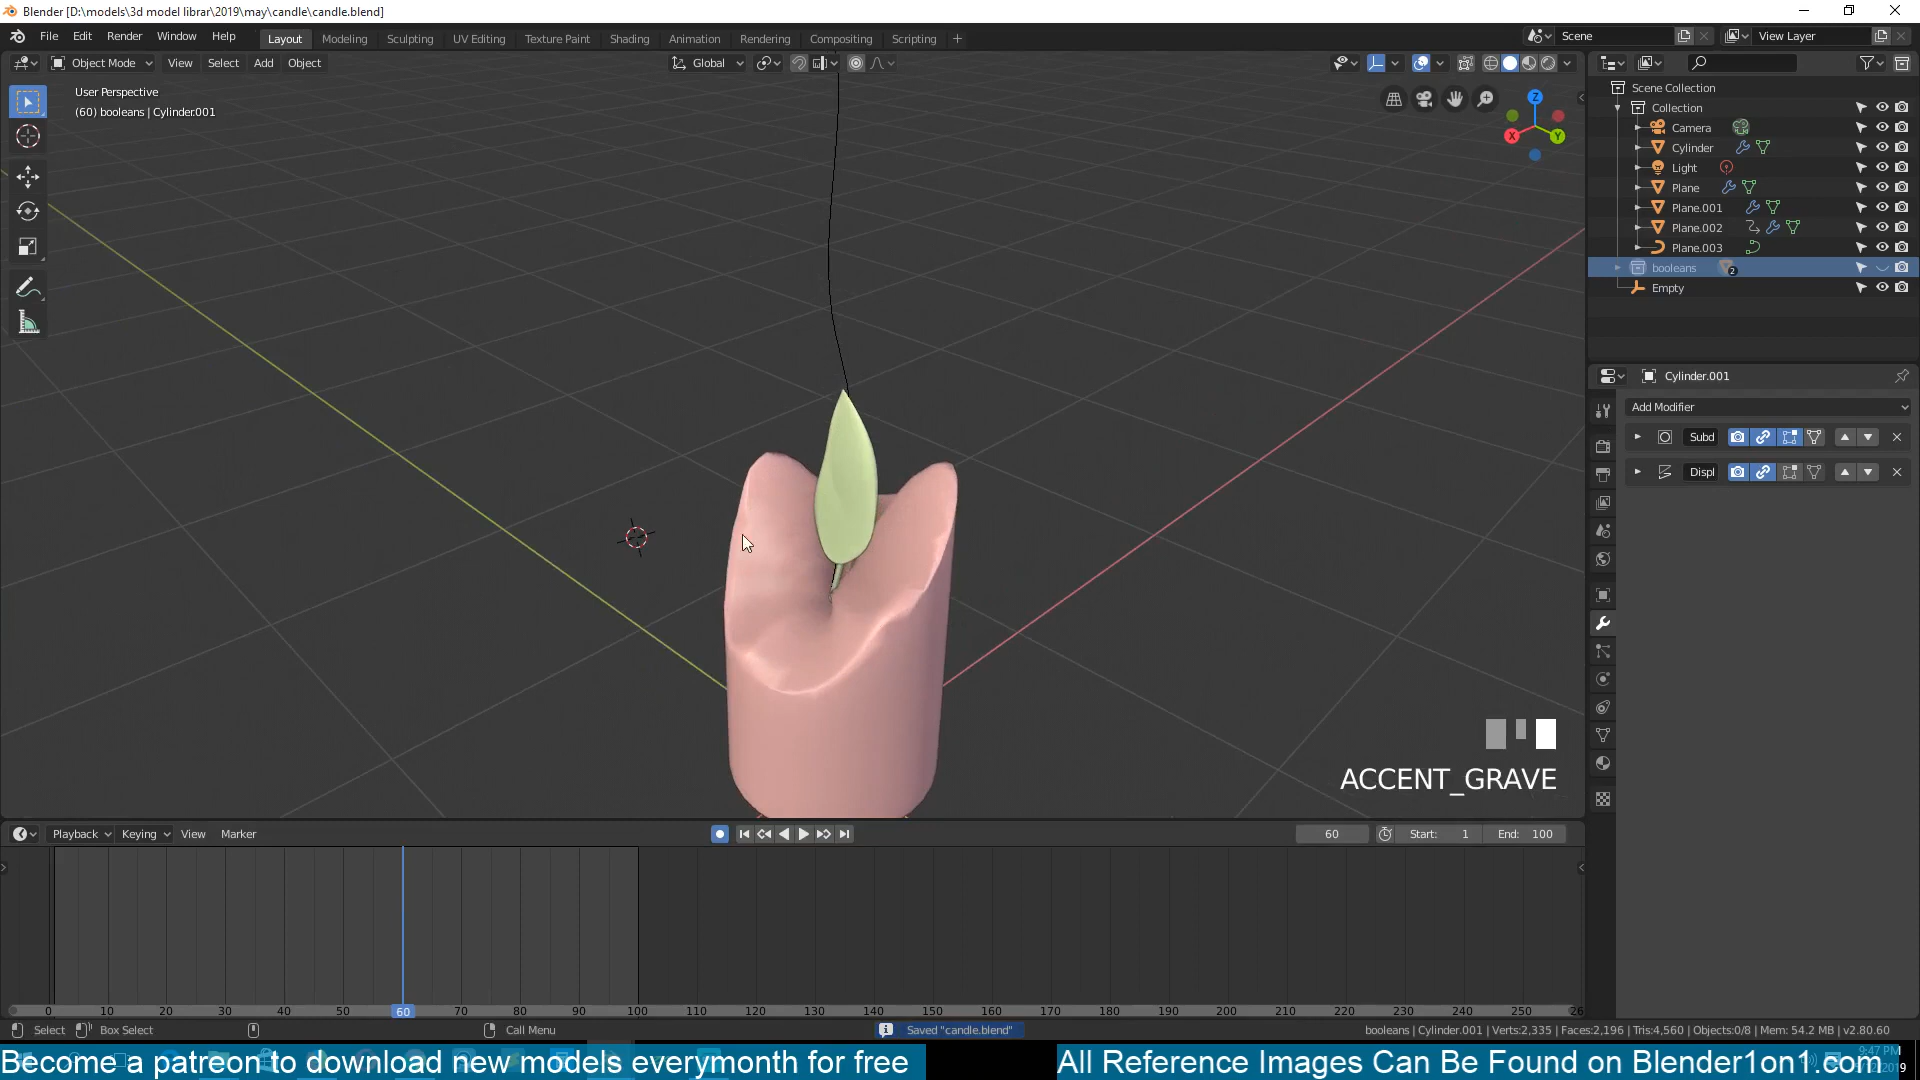 Blender [D:\models\3d model librar\2019\may\candle\candle.blend]
File Edit Render Window Help Layout Modeling Sculpting UV Editing Texture Paint Shading Animation Rendering Compositing Scripting + Scene View Layer
Object Mode View Select Add Object Global
User Perspective
(60) booleans | Cylinder.001
Z
X
Y
Scene Collection
Collection
Camera
Cylinder
Light
Plane
Plane.001
Plane.002
Plane.003
booleans 2
Empty
Cylinder.001
Add Modifier
Subd
Displ
ACCENT_GRAVE
Playback Keying View Marker 60 Start: 1 End: 100
0 10 20 30 40 50 60 70 80 90 100 110 120 130 140 150 160 170 180 190 200 210 220 230 240 250 26
Select Box Select Call Menu Saved "candle.blend" booleans | Cylinder.001 | Verts:2,335 | Faces:2,196 | Tris:4,560 | Objects:0/8 | Mem: 54.2 MB | v2.80.60
Become a patreon to download new models everymonth for free All Reference Images Can Be Found on Blender1on1.com
9:47 PM